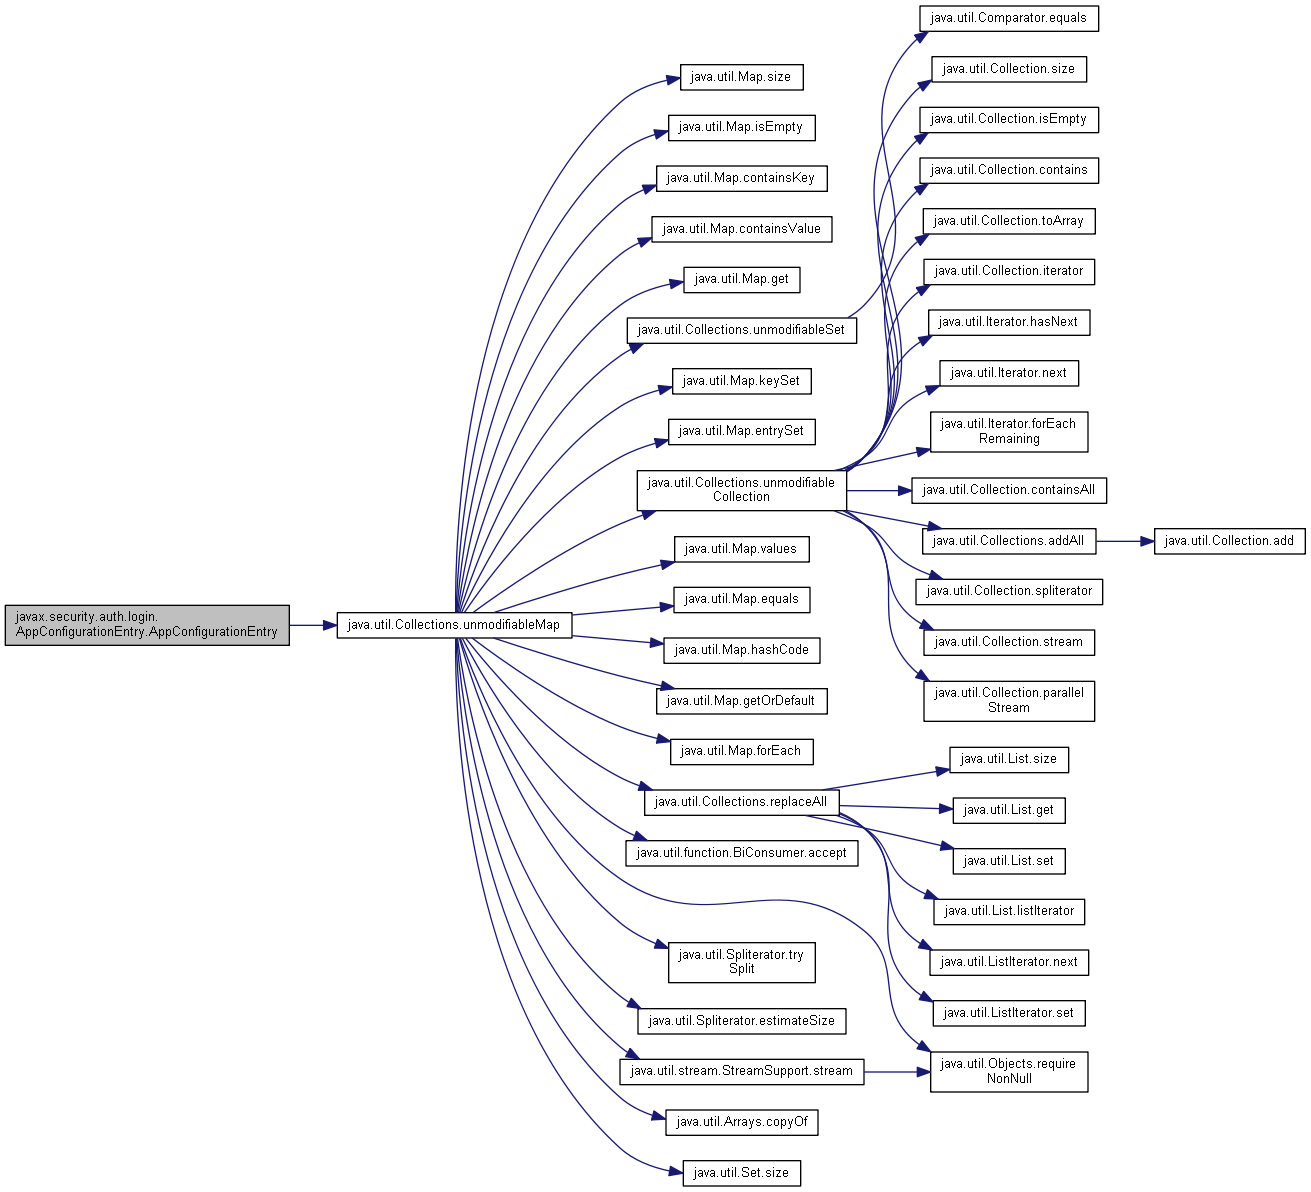 javax.security.auth.login.
AppConfigurationEntry.AppConfigurationEntry
java.util.Collections.unmodifiableMap
java.util.Map.size
java.util.Map.isEmpty
java.util.Map.containsKey
java.util.Map.containsValue
java.util.Map.get
java.util.Collections.unmodifiableSet
java.util.Map.keySet
java.util.Map.entrySet
java.util.Collections.unmodifiable
Collection
java.util.Map.values
java.util.Map.equals
java.util.Map.hashCode
java.util.Map.getOrDefault
java.util.Map.forEach
java.util.Collections.replaceAll
java.util.function.BiConsumer.accept
java.util.Spliterator.try
Split
java.util.Spliterator.estimateSize
java.util.stream.StreamSupport.stream
java.util.Arrays.copyOf
java.util.Set.size
java.util.Comparator.equals
java.util.Collection.size
java.util.Collection.isEmpty
java.util.Collection.contains
java.util.Collection.toArray
java.util.Collection.iterator
java.util.Iterator.hasNext
java.util.Iterator.next
java.util.Iterator.forEach
Remaining
java.util.Collection.containsAll
java.util.Collections.addAll
java.util.Collection.spliterator
java.util.Collection.stream
java.util.Collection.parallel
Stream
java.util.List.size
java.util.List.get
java.util.List.set
java.util.List.listIterator
java.util.ListIterator.next
java.util.ListIterator.set
java.util.Objects.require
NonNull
java.util.Collection.add